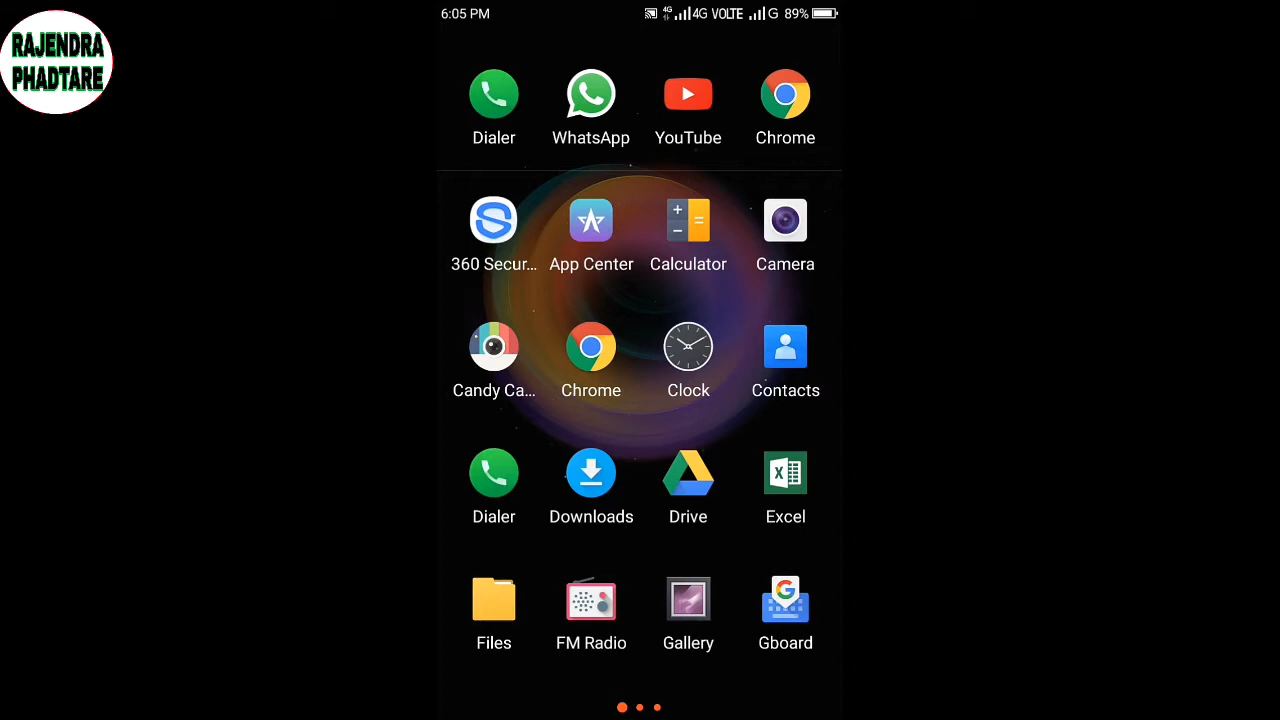 6:05 PM 4G 4G VOLTE G 89%
RAJENDRA
PHADTARE
Dialer WhatsApp YouTube Chrome
360 Secur... App Center Calculator Camera
Candy Ca... Chrome Clock Contacts
Dialer Downloads Drive Excel
Files FM Radio Gallery Gboard